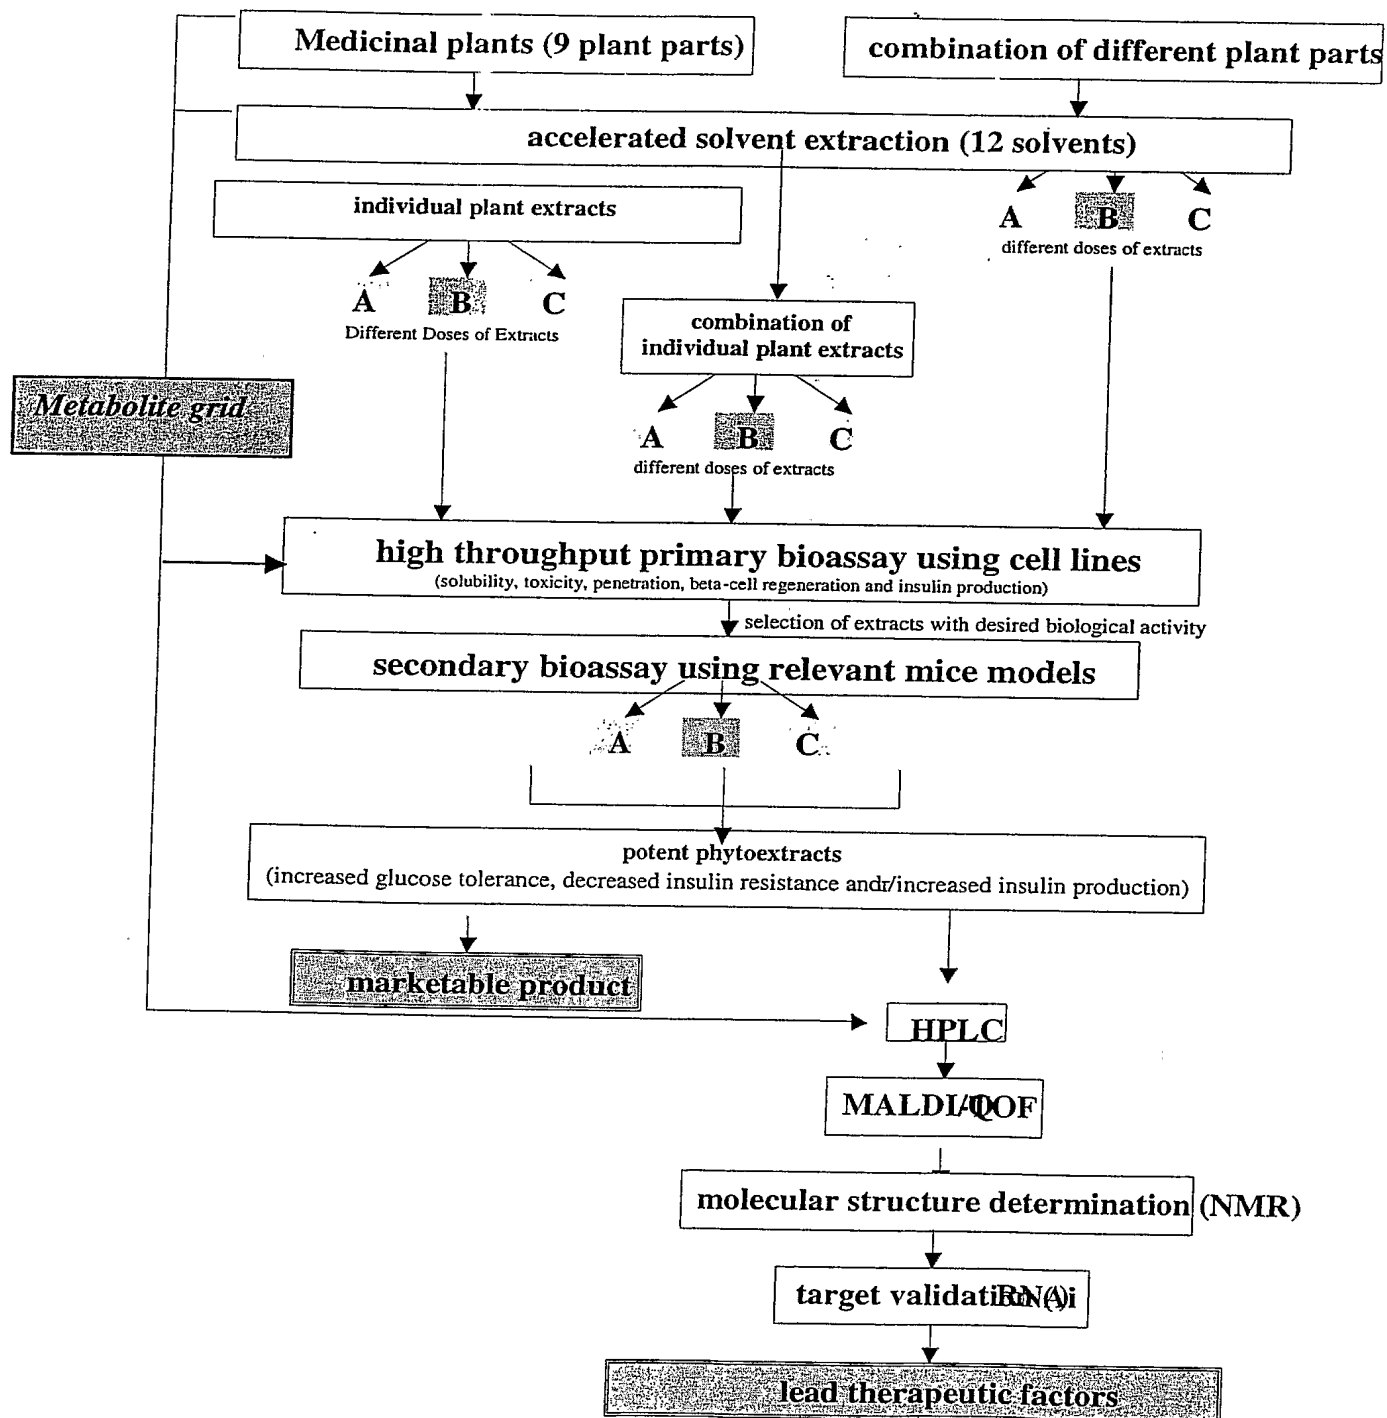 Medicinal plants (9 plant parts)
combination of different plant parts
accelerated solvent extraction (12 solvents)
individual plant extracts
A B C
different doses of extracts
A B C
Different Doses of Extracts
combination of
individual plant extracts
Metabolite grid
A B C
different doses of extracts
high throughput primary bioassay using cell lines
(solubility, toxicity, penetration, beta-cell regeneration and insulin production)
selection of extracts with desired biological activity
secondary bioassay using relevant mice models
A B C
potent phytoextracts
(increased glucose tolerance, decreased insulin resistance andr/increased insulin production)
marketable product
HPLC
molecular structure determination (NMR)
target
lead therapeutic factors